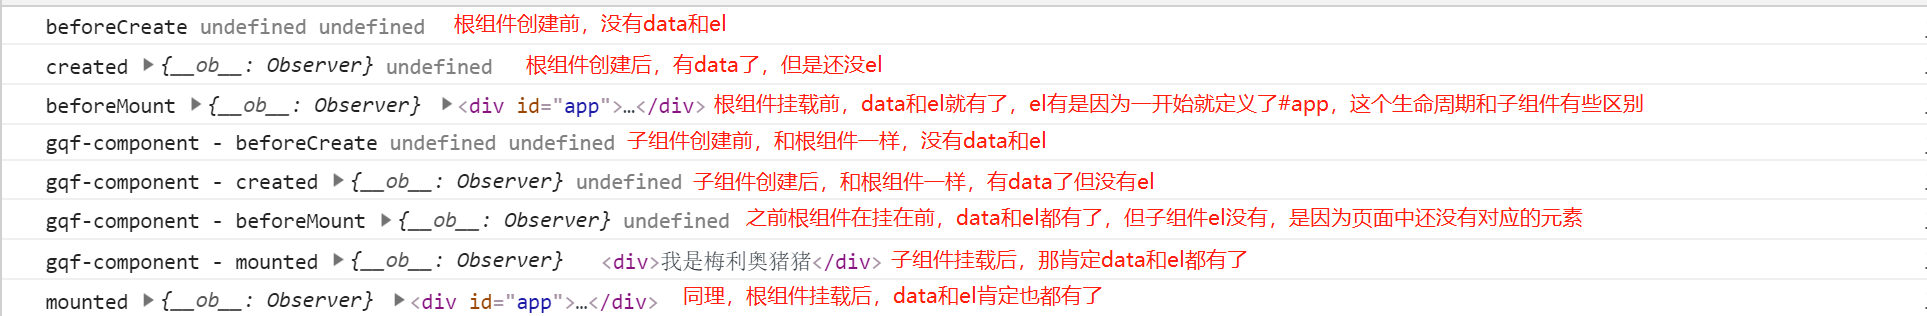 beforeCreate undefined undefined 根组件创建前，没有data和el
created ▶{__ob__: Observer} undefined 根组件创建后，有data了，但是还没el
beforeMount ▶{__ob__: Observer} ▶<div id="app">…</div> 根组件挂载前，data和el就有了，el有是因为一开始就定义了#app，这个生命周期和子组件有些区别
gqf-component - beforeCreate undefined undefined 子组件创建前，和根组件一样，没有data和el
gqf-component - created ▶{__ob__: Observer} undefined 子组件创建后，和根组件一样，有data了但没有el
gqf-component - beforeMount ▶{__ob__: Observer} undefined 之前根组件在挂在前，data和el都有了，但子组件el没有，是因为页面中还没有对应的元素
gqf-component - mounted ▶{__ob__: Observer} <div>我是梅利奥猪猪</div> 子组件挂载后，那肯定data和el都有了
mounted ▶{__ob__: Observer} ▶<div id="app">…</div> 同理，根组件挂载后，data和el肯定也都有了